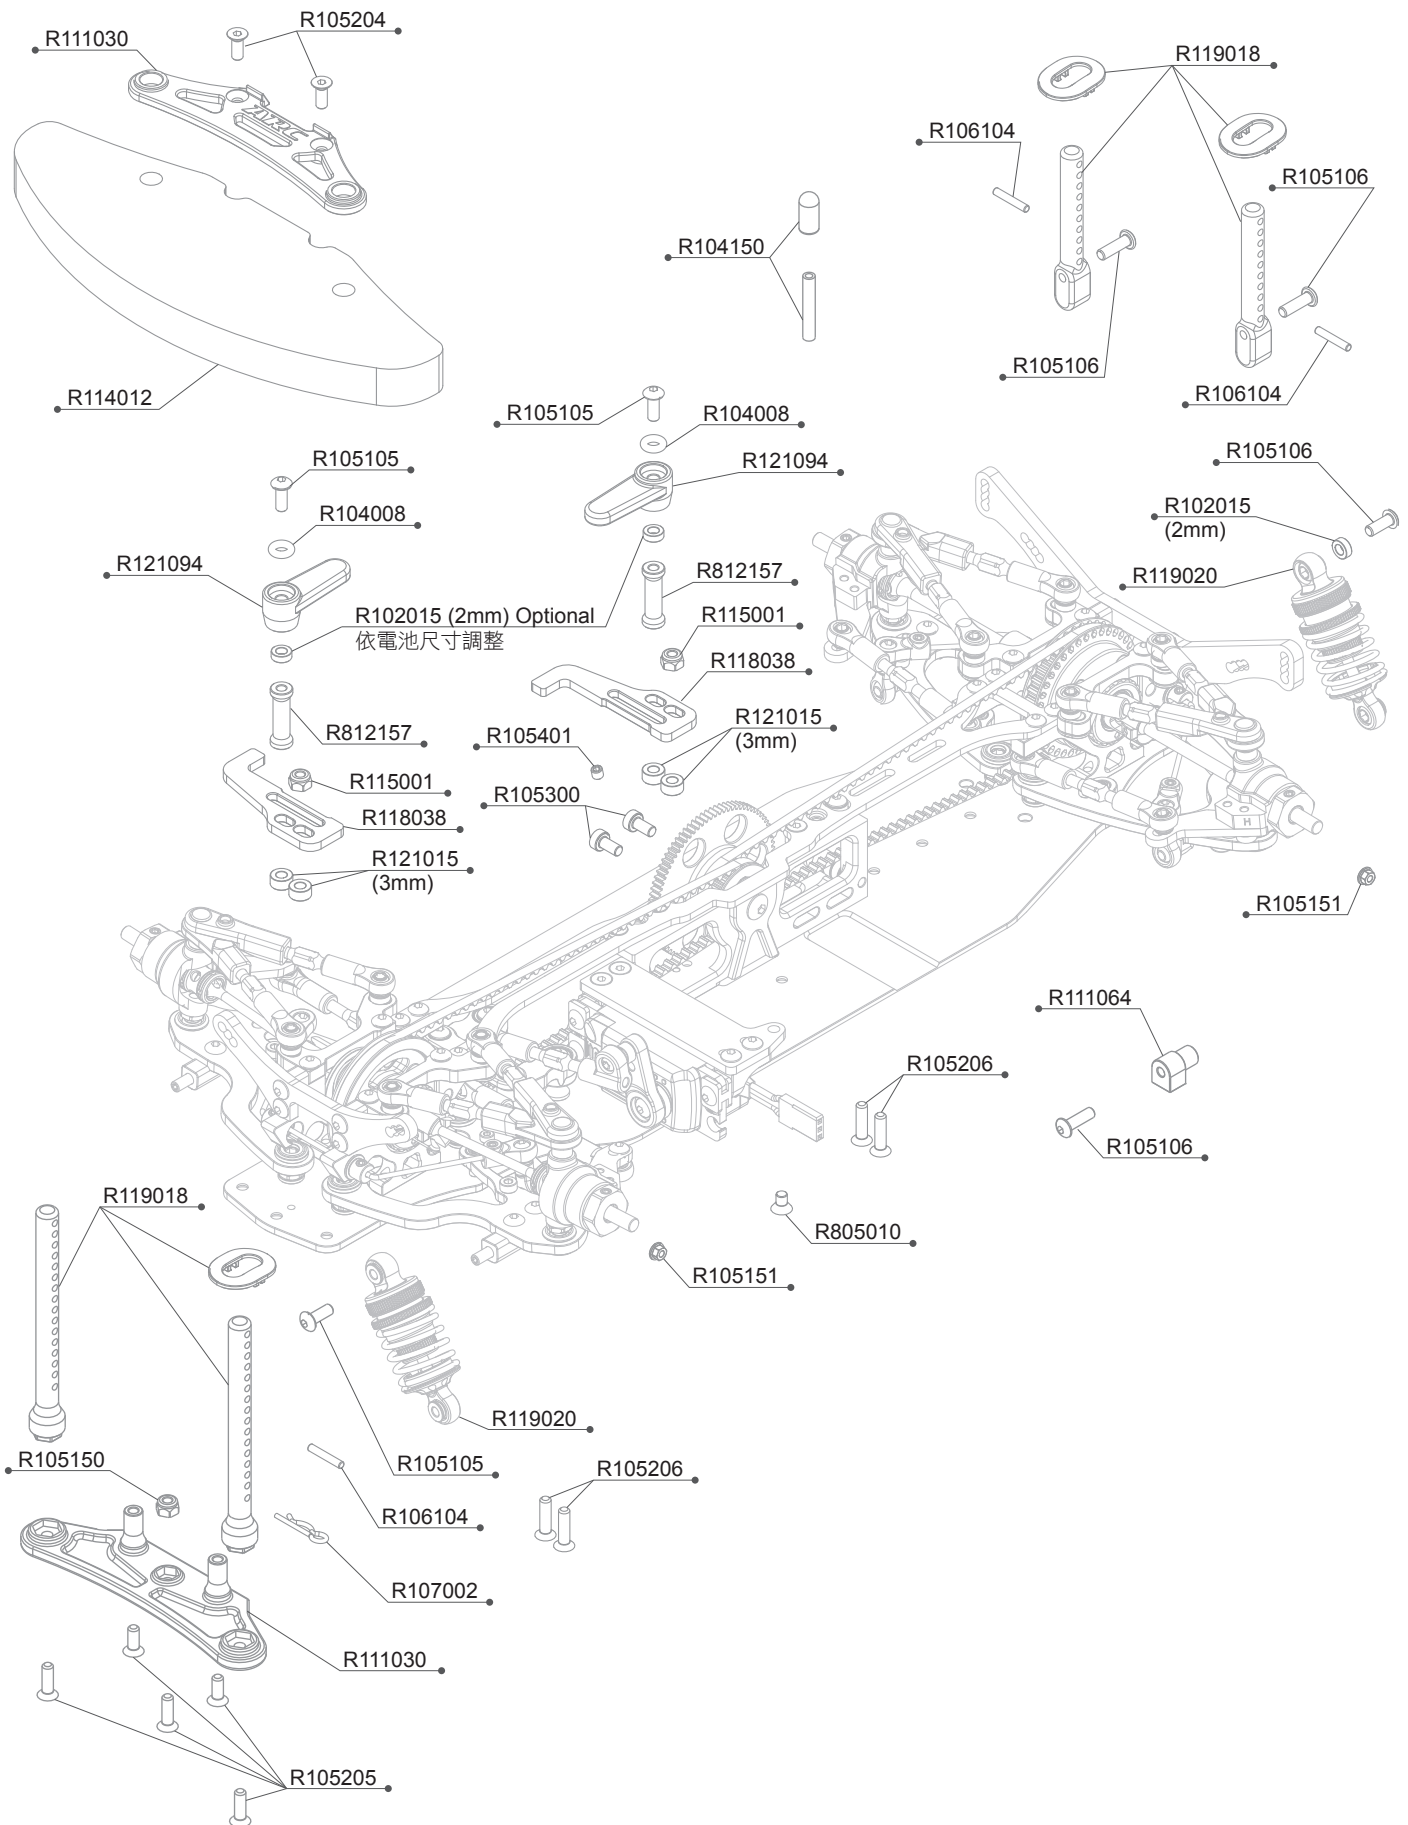 R105204
R111030
ARC
R119018
R106104
R105106
R104150
R105106
R114012
R106104
R105105
R104008
R105106
R105105
R121094
R104008
R102015
(2mm)
R121094
R812157
R119020
R102015 (2mm) Optional
依電池尺寸調整
R115001
R118038
R812157
R105401
R121015
(3mm)
R115001
R105300
R118038
R121015
(3mm)
H
R105151
R111064
R105206
R105106
R119018
R805010
R105151
R119020
R105150
R105105
R105206
R106104
R107002
R111030
R105205